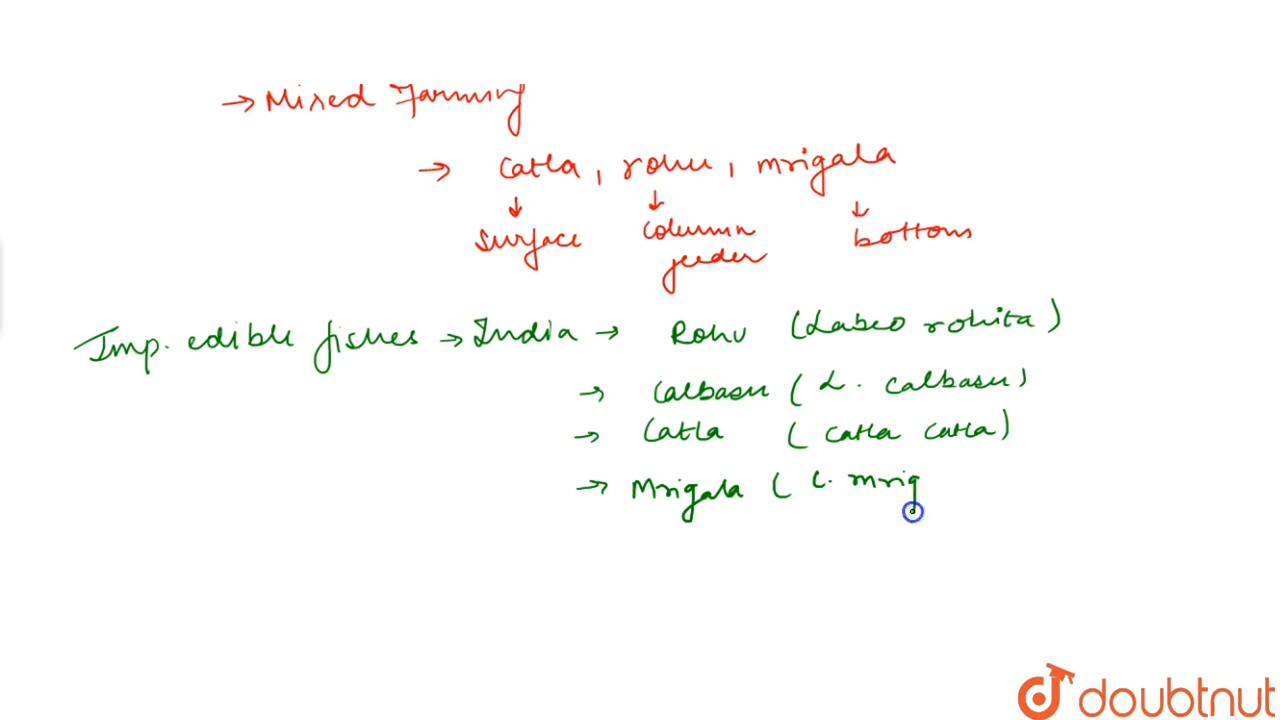 → Mixed Farming
→ Catla, rohu, mrigala
↓ ↓ ↓
Surface column feeder bottom
Imp. edible fishes → India → Rohu (Labeo rohita)
→ Calbasu (L. calbasu)
→ Catla (Catla catla)
→ Mrigala (C. mrig
doubtnut